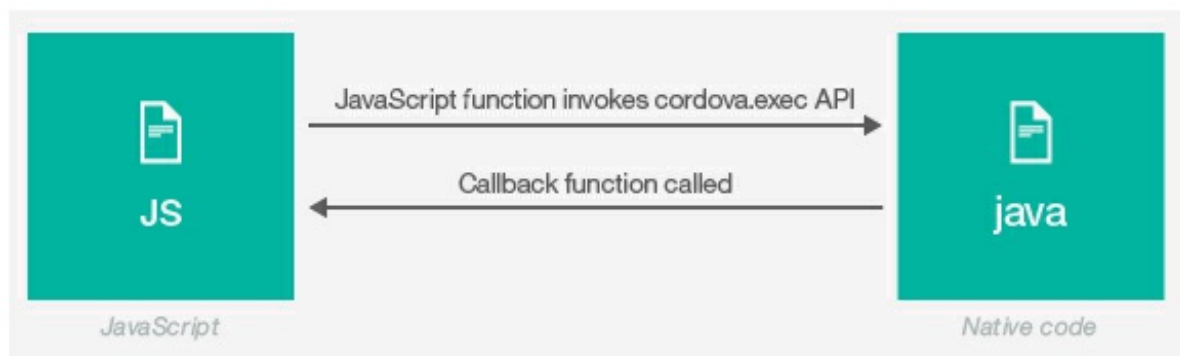 JavaScript function invokes cordova.exec API
Callback function called
JS
java
JavaScript
Native code